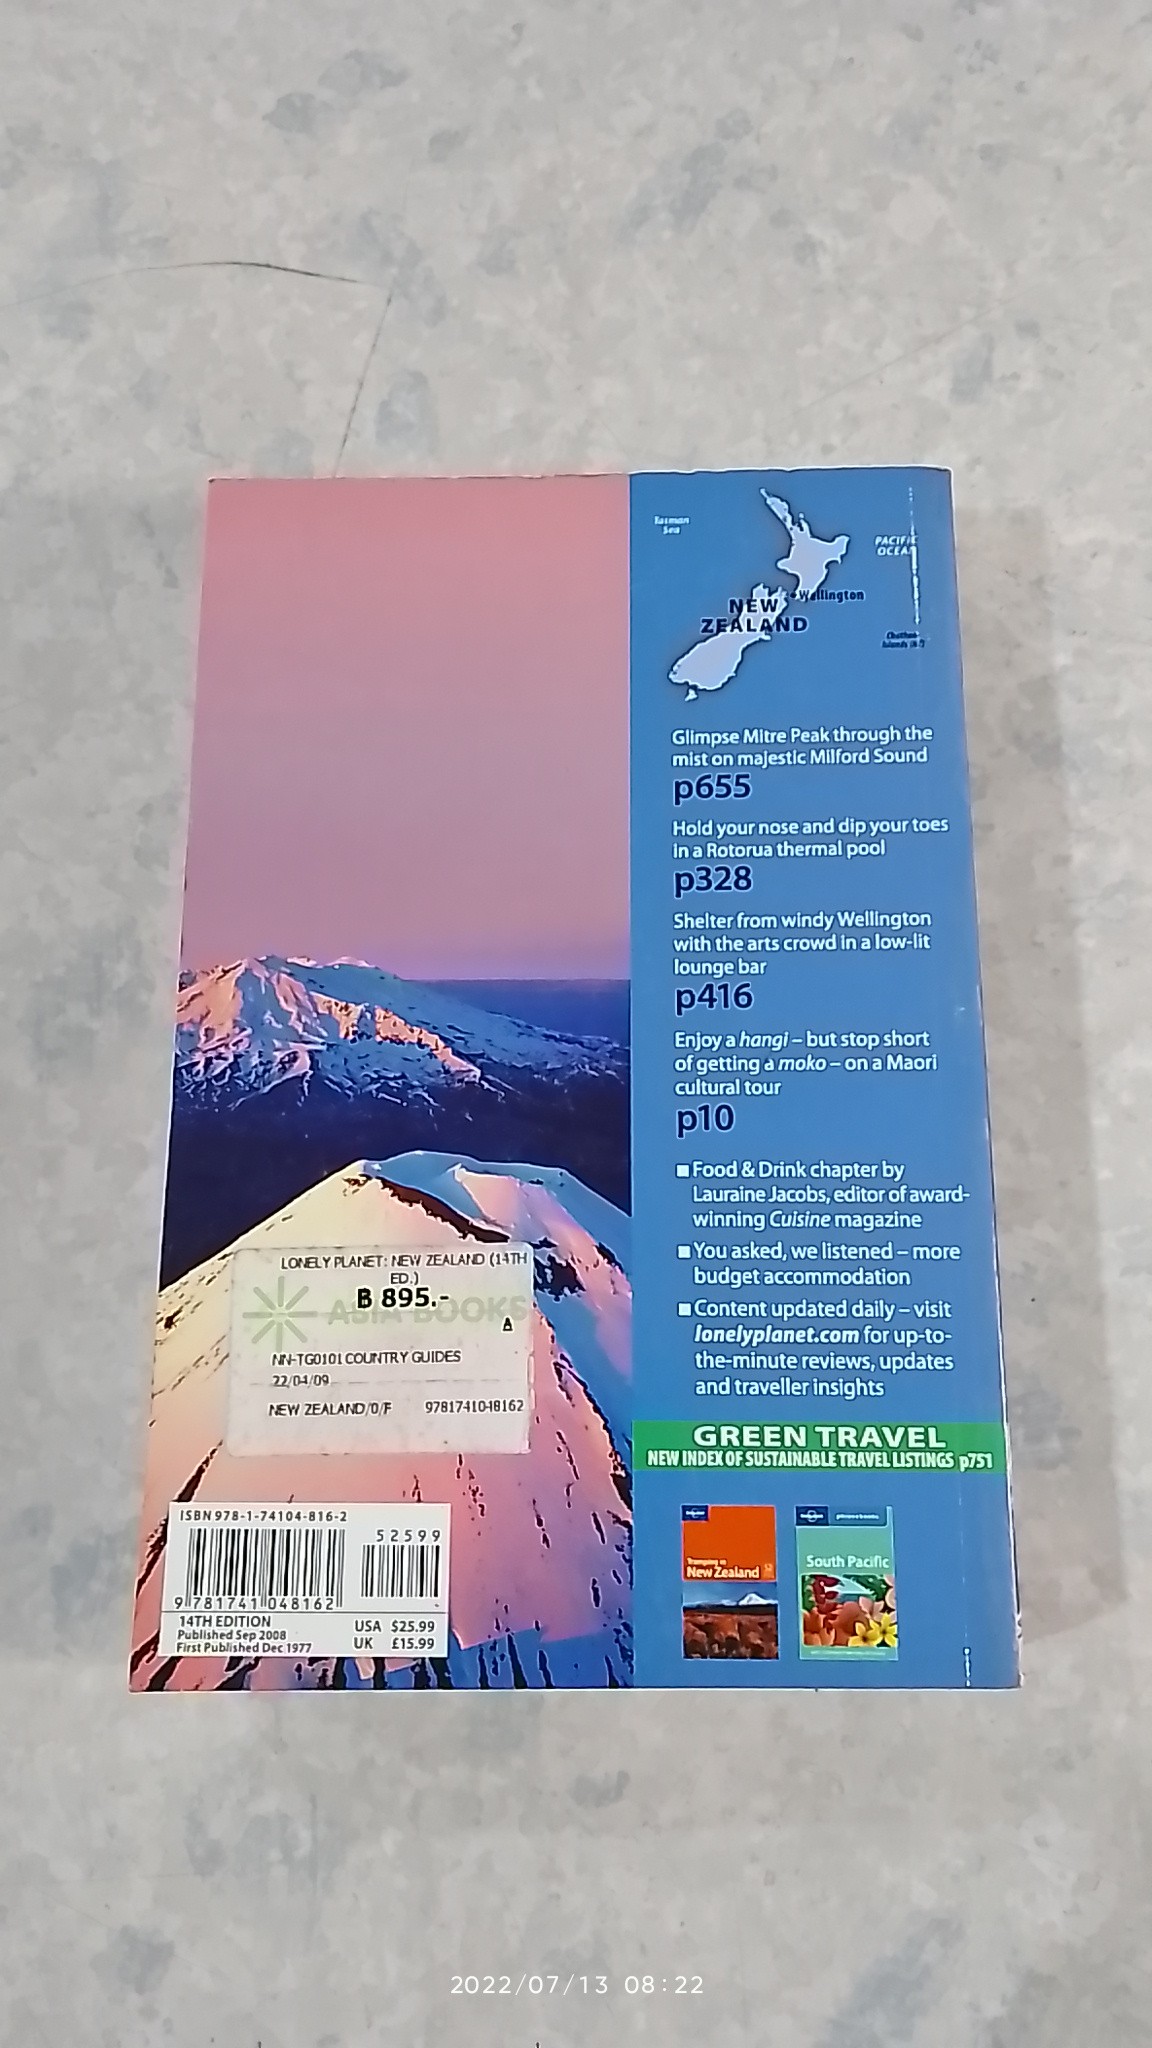 Tasman
Sea
PACIFIC
OCEAN
Wellington
NEW
ZEALAND
Chatham
Islands (NZ)
Glimpse Mitre Peak through the
mist on majestic Milford Sound
p655
Hold your nose and dip your toes
in a Rotorua thermal pool
p328
Shelter from windy Wellington
with the arts crowd in a low-lit
lounge bar
p416
Enjoy a hangi – but stop short
of getting a moko – on a Maori
cultural tour
p10
■ Food & Drink chapter by
Lauraine Jacobs, editor of award-
winning Cuisine magazine
■ You asked, we listened – more
budget accommodation
■ Content updated daily – visit
lonelyplanet.com for up-to-
the-minute reviews, updates
and traveller insights
GREEN TRAVEL
NEW INDEX OF SUSTAINABLE TRAVEL LISTINGS p751
New Zealand
South Pacific
LONELY PLANET: NEW ZEALAND (14TH
ED.)
฿ 895.-
ASIA BOOKS
A
NN-TG0101 COUNTRY GUIDES
22/04/09
NEW ZEALAND/0/F 9781741048162
ISBN 978-1-74104-816-2
52599
9 781741 048162
14TH EDITION
Published Sep 2008
First Published Dec 1977
USA $25.99
UK £15.99
2022/07/13 08:22